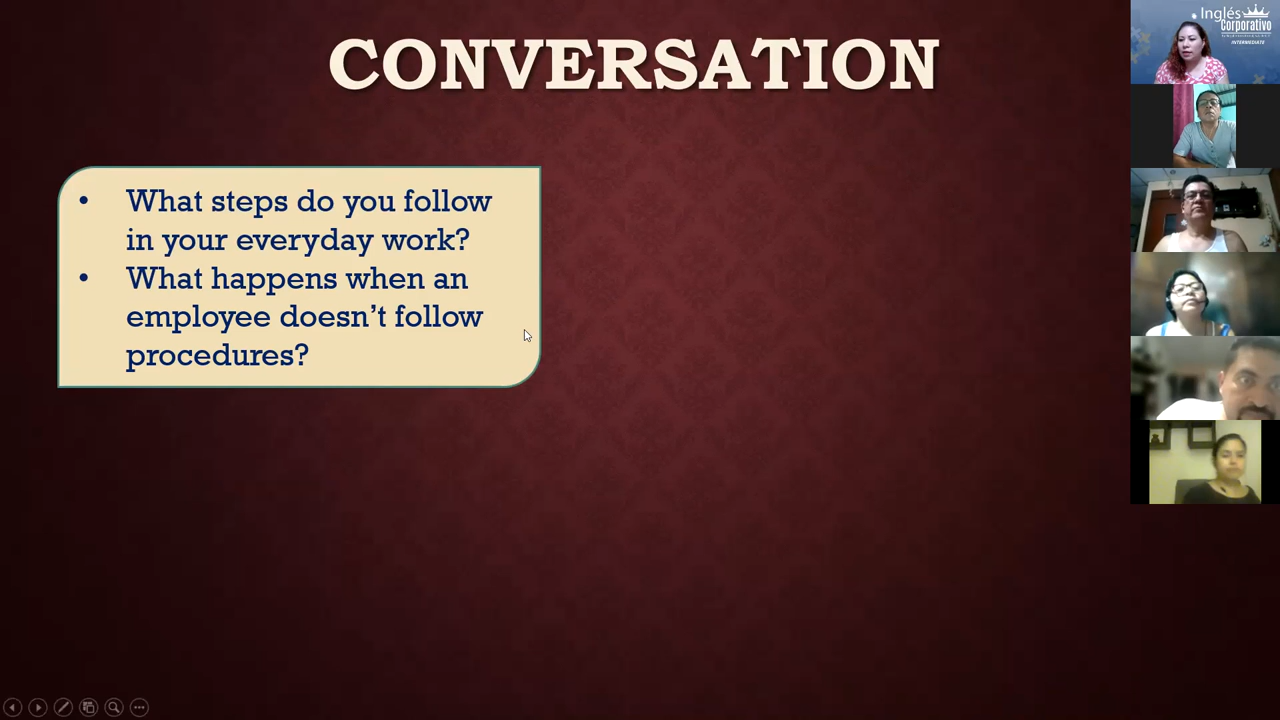 CONVERSATION
• What steps do you follow
in your everyday work?
• What happens when an
employee doesn’t follow
procedures?
Inglés
Corporativo
INTERMEDIATE